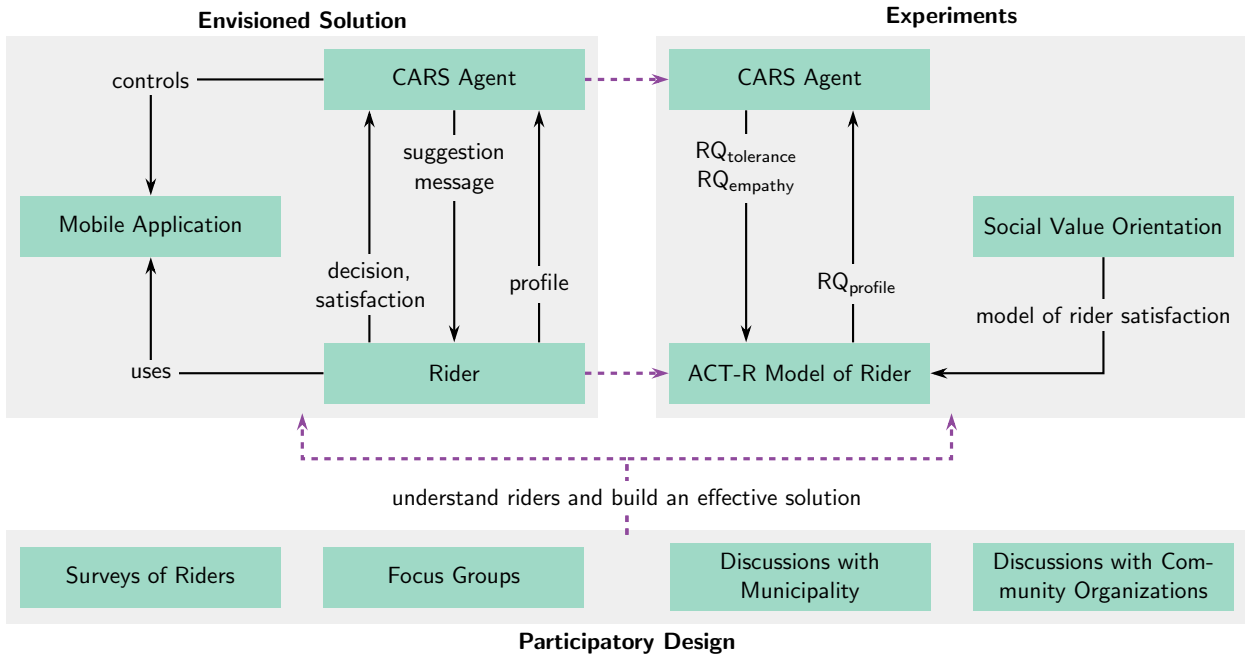 Envisioned Solution
Experiments
CARS Agent
controls
suggestion
message
Mobile Application
decision,
satisfaction
profile
uses
Rider
CARS Agent
RQtolerance
RQempathy
Social Value Orientation
RQprofile
model of rider satisfaction
ACT-R Model of Rider
understand riders and build an effective solution
Surveys of Riders
Focus Groups
Discussions with
Municipality
Discussions with Com-
munity Organizations
Participatory Design